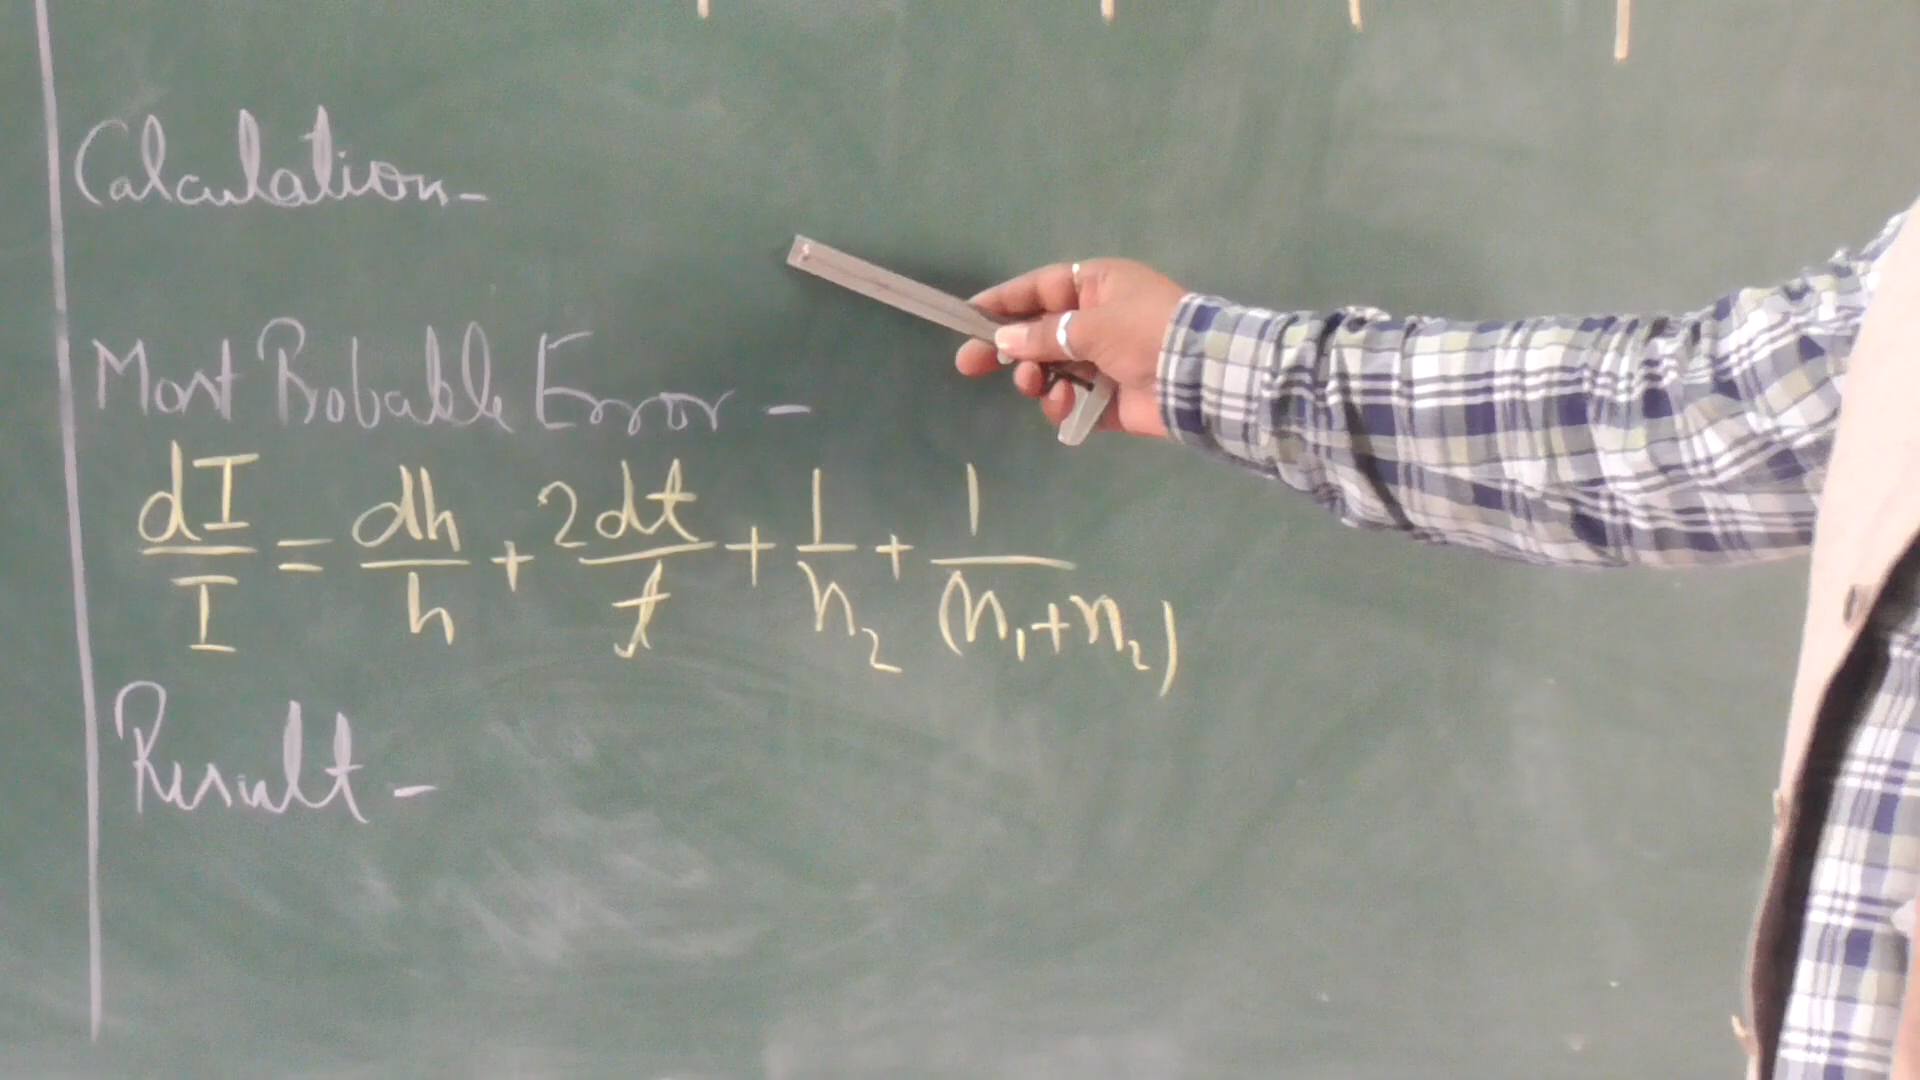 Calculation-
Most Probable Error -
dI/I = dh/h + 2dt/t + 1/n₂ + 1/(n₁+n₂)
Result-